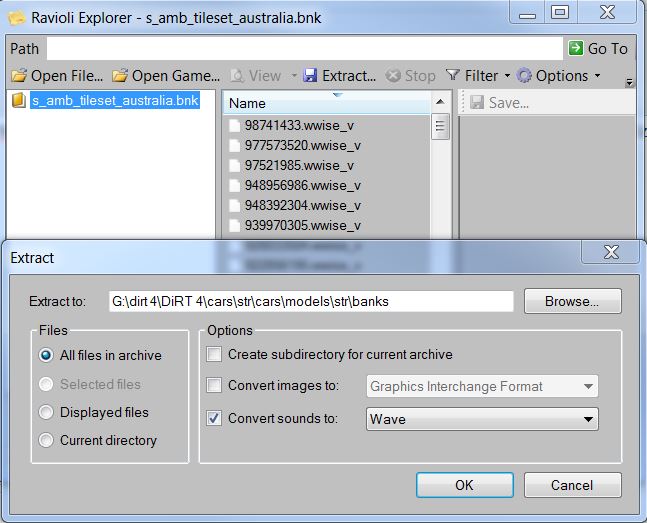 Ravioli Explorer - s_amb_tileset_australia.bnk
Path Go To
Open File... Open Game... View Extract... Stop Filter Options
s_amb_tileset_australia.bnk Name Save...
98741433.wwise_v
977573520.wwise_v
97521985.wwise_v
948956986.wwise_v
948392304.wwise_v
939970305.wwise_v
Extract
Extract to: G:\dirt 4\DiRT 4\cars\str\cars\models\str\banks Browse...
Files Options
All files in archive Create subdirectory for current archive
Selected files Convert images to: Graphics Interchange Format
Displayed files Convert sounds to: Wave
Current directory
OK Cancel